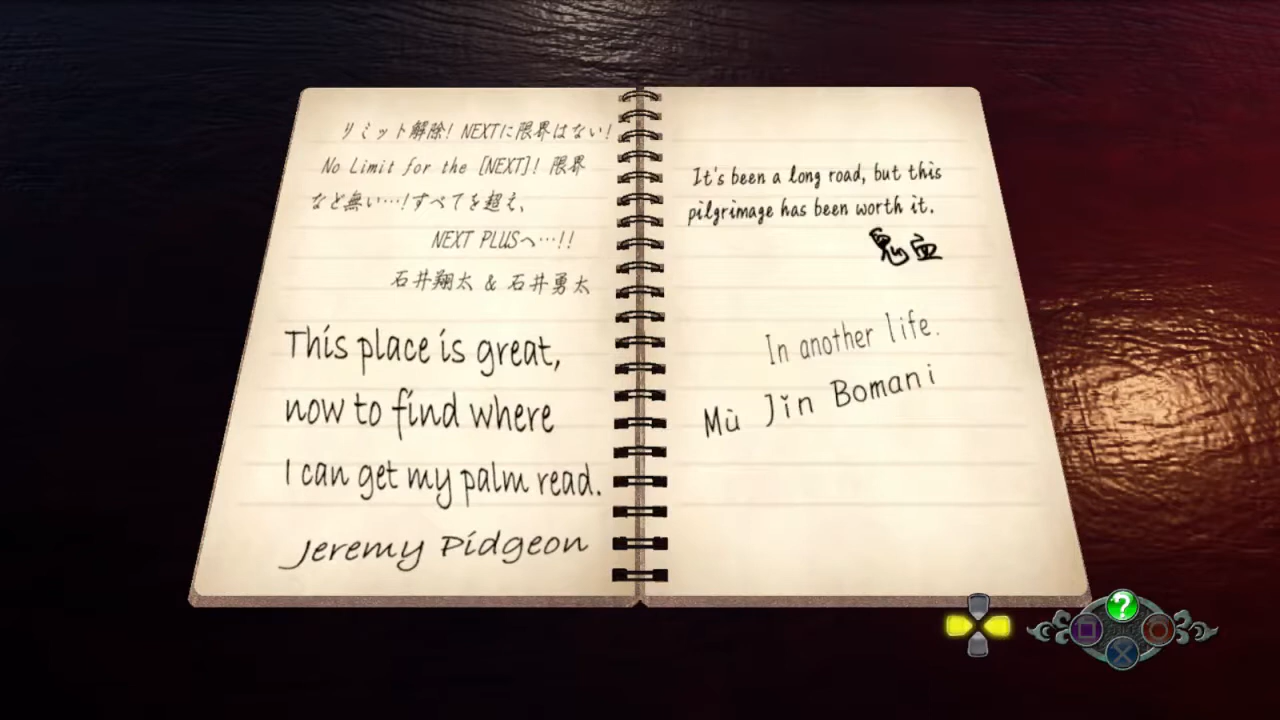 リミット解除! NEXTに限界はない!
No Limit for the [NEXT]! 限界
など無い…!すべてを超え、
NEXT PLUSへ…!!
石井翔太 & 石井勇太
This place is great,
now to find where
I can get my palm read.
Jeremy Pidgeon
It's been a long road, but this
pilgrimage has been worth it.
鬼血
In another life.
Mù Jǐn Bomani
?